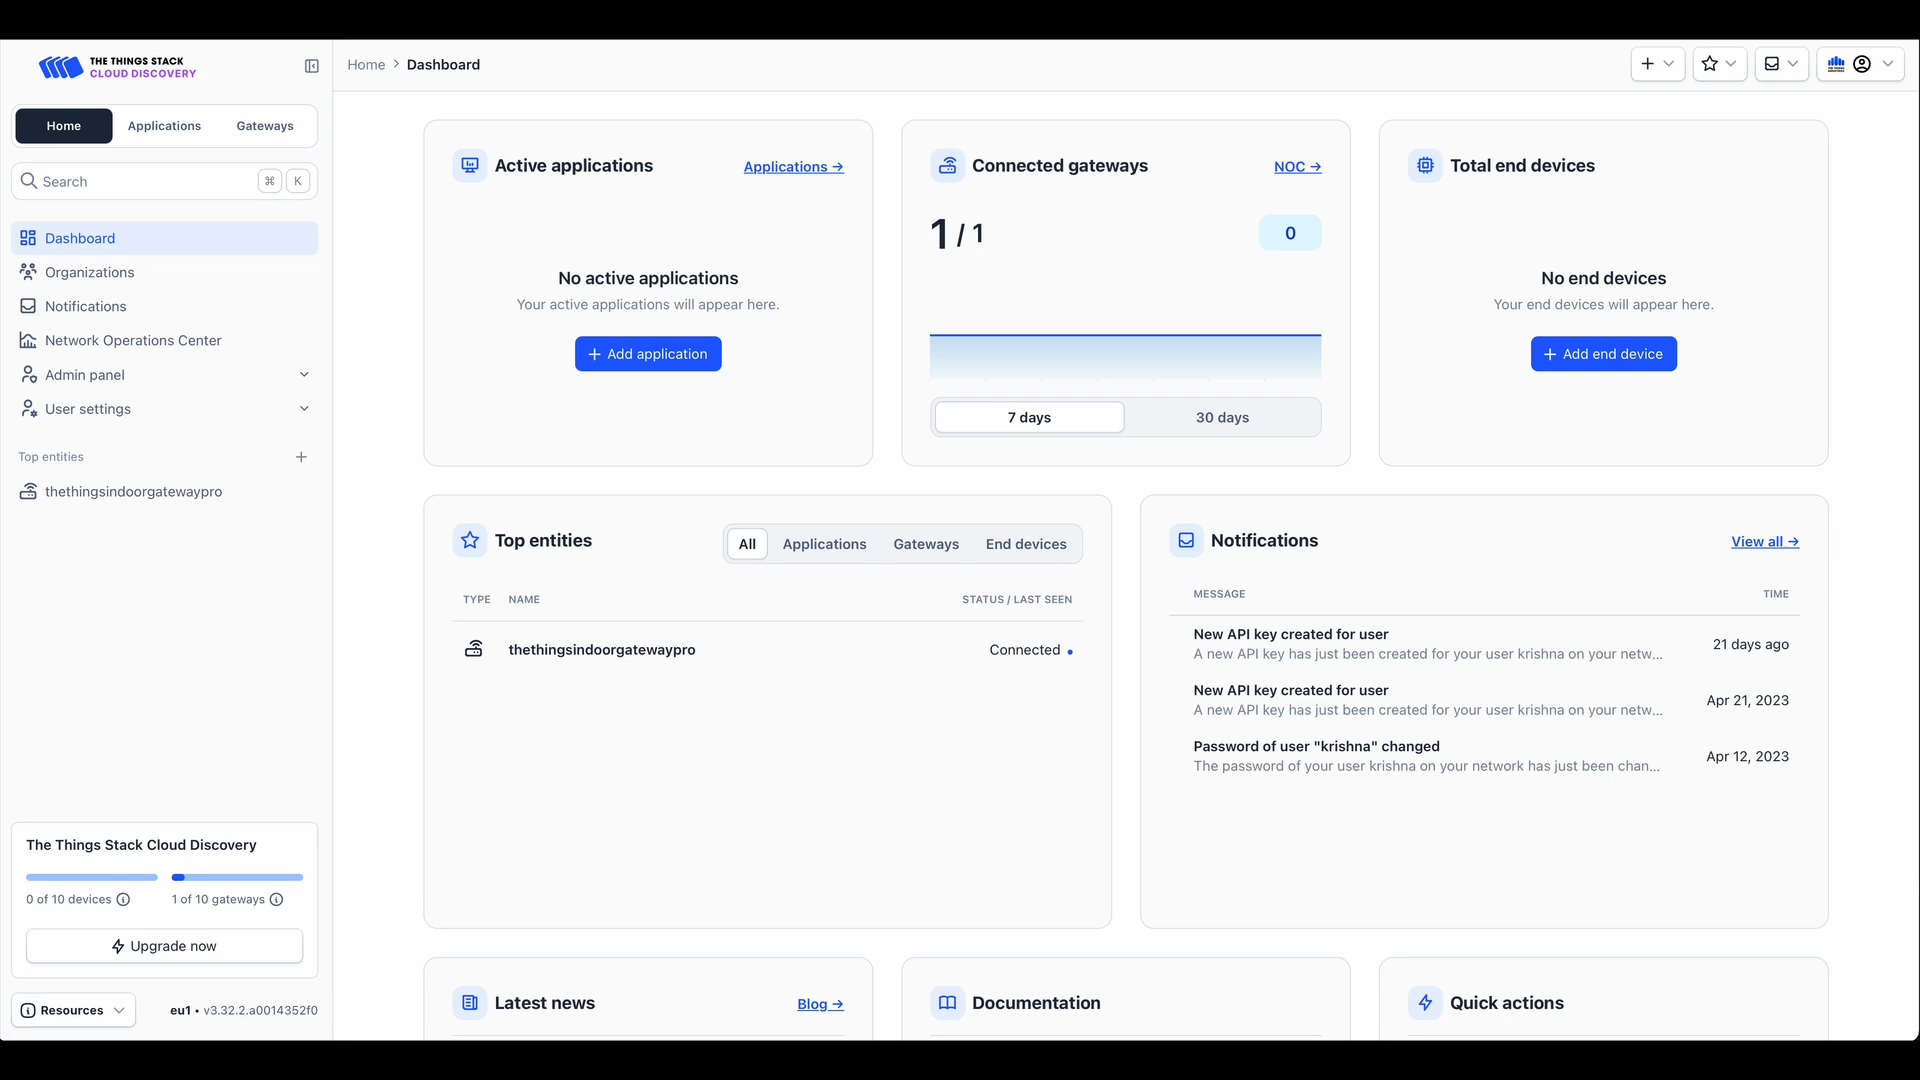 THE THINGS STACK
CLOUD DISCOVERY
Home
Applications
Gateways
Search
⌘ K
Dashboard
Organizations
Notifications
Network Operations Center
Admin panel
User settings
Top entities
thethingsindoorgatewaypro
The Things Stack Cloud Discovery
0 of 10 devices
1 of 10 gateways
Upgrade now
Resources
eu1 • v3.32.2.a0014352f0
Home > Dashboard
Active applications
Applications →
No active applications
Your active applications will appear here.
+ Add application
Connected gateways
NOC →
1 / 1
0
7 days
30 days
Total end devices
No end devices
Your end devices will appear here.
+ Add end device
Top entities
All
Applications
Gateways
End devices
TYPE NAME STATUS / LAST SEEN
thethingsindoorgatewaypro Connected
Notifications
View all →
MESSAGE TIME
New API key created for user
A new API key has just been created for your user krishna on your netw...
21 days ago
New API key created for user
A new API key has just been created for your user krishna on your netw...
Apr 21, 2023
Password of user "krishna" changed
The password of your user krishna on your network has just been chan...
Apr 12, 2023
Latest news
Blog →
Documentation
Quick actions